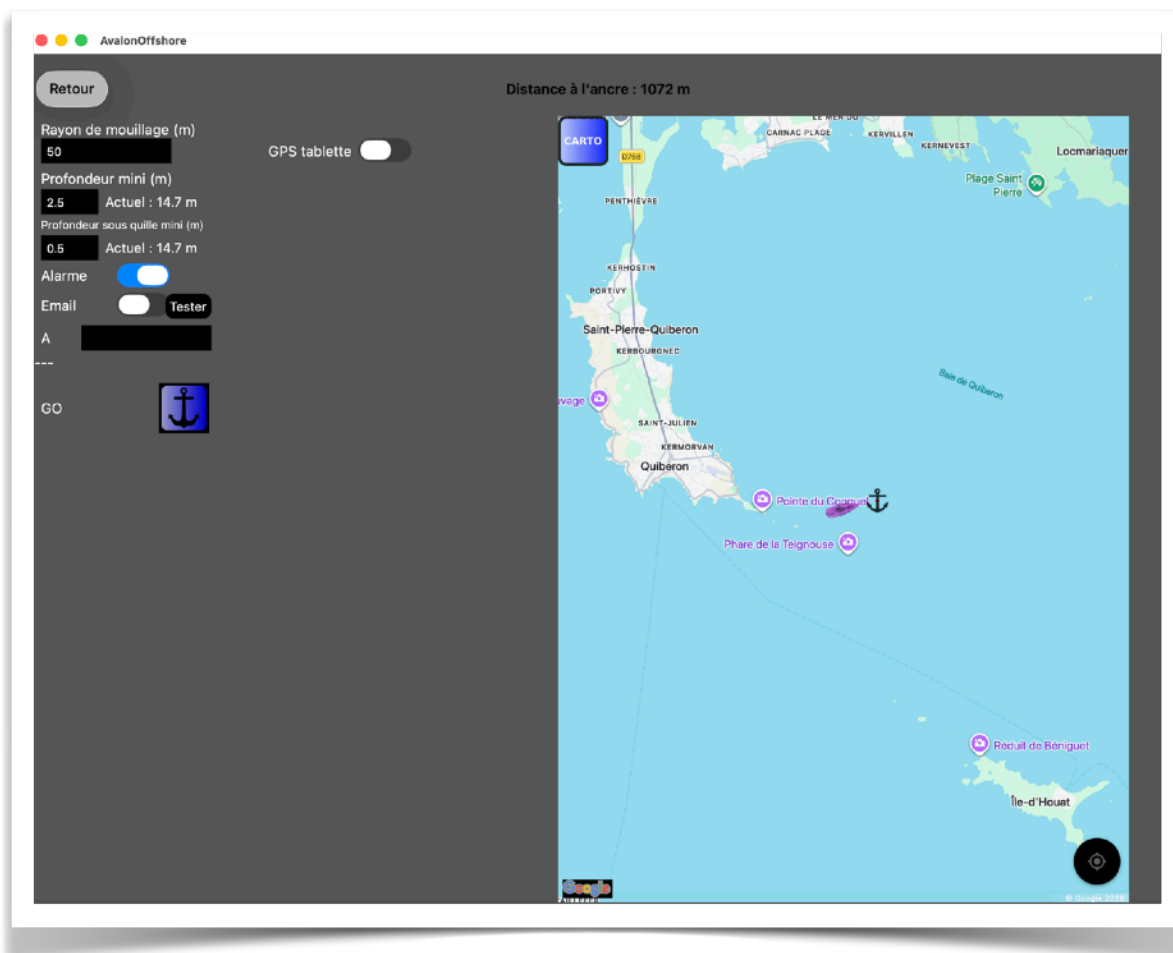 AvalonOffshore
Retour
Distance à l'ancre : 1072 m
Rayon de mouillage (m)
50
GPS tablette
Profondeur mini (m)
2.5 Actuel : 14.7 m
Profondeur sous quille mini (m)
0.5 Actuel : 14.7 m
Alarme
Email Tester
A
---
GO
CARTO
CARNAC PLAGE
KERVILLEN
KERNEVEST
Locmariaquer
D768
Plage Saint
Pierre
PENTHIÈVRE
KERHOSTIN
PORTIVY
Saint-Pierre-Quiberon
KERBOURGNEC
Baie de Quiberon
SAINT-JULIEN
KERMORVAN
Quiberon
Pointe du
Phare de la Teignouse
Réduit de Béniguet
Île-d'Houat
Google